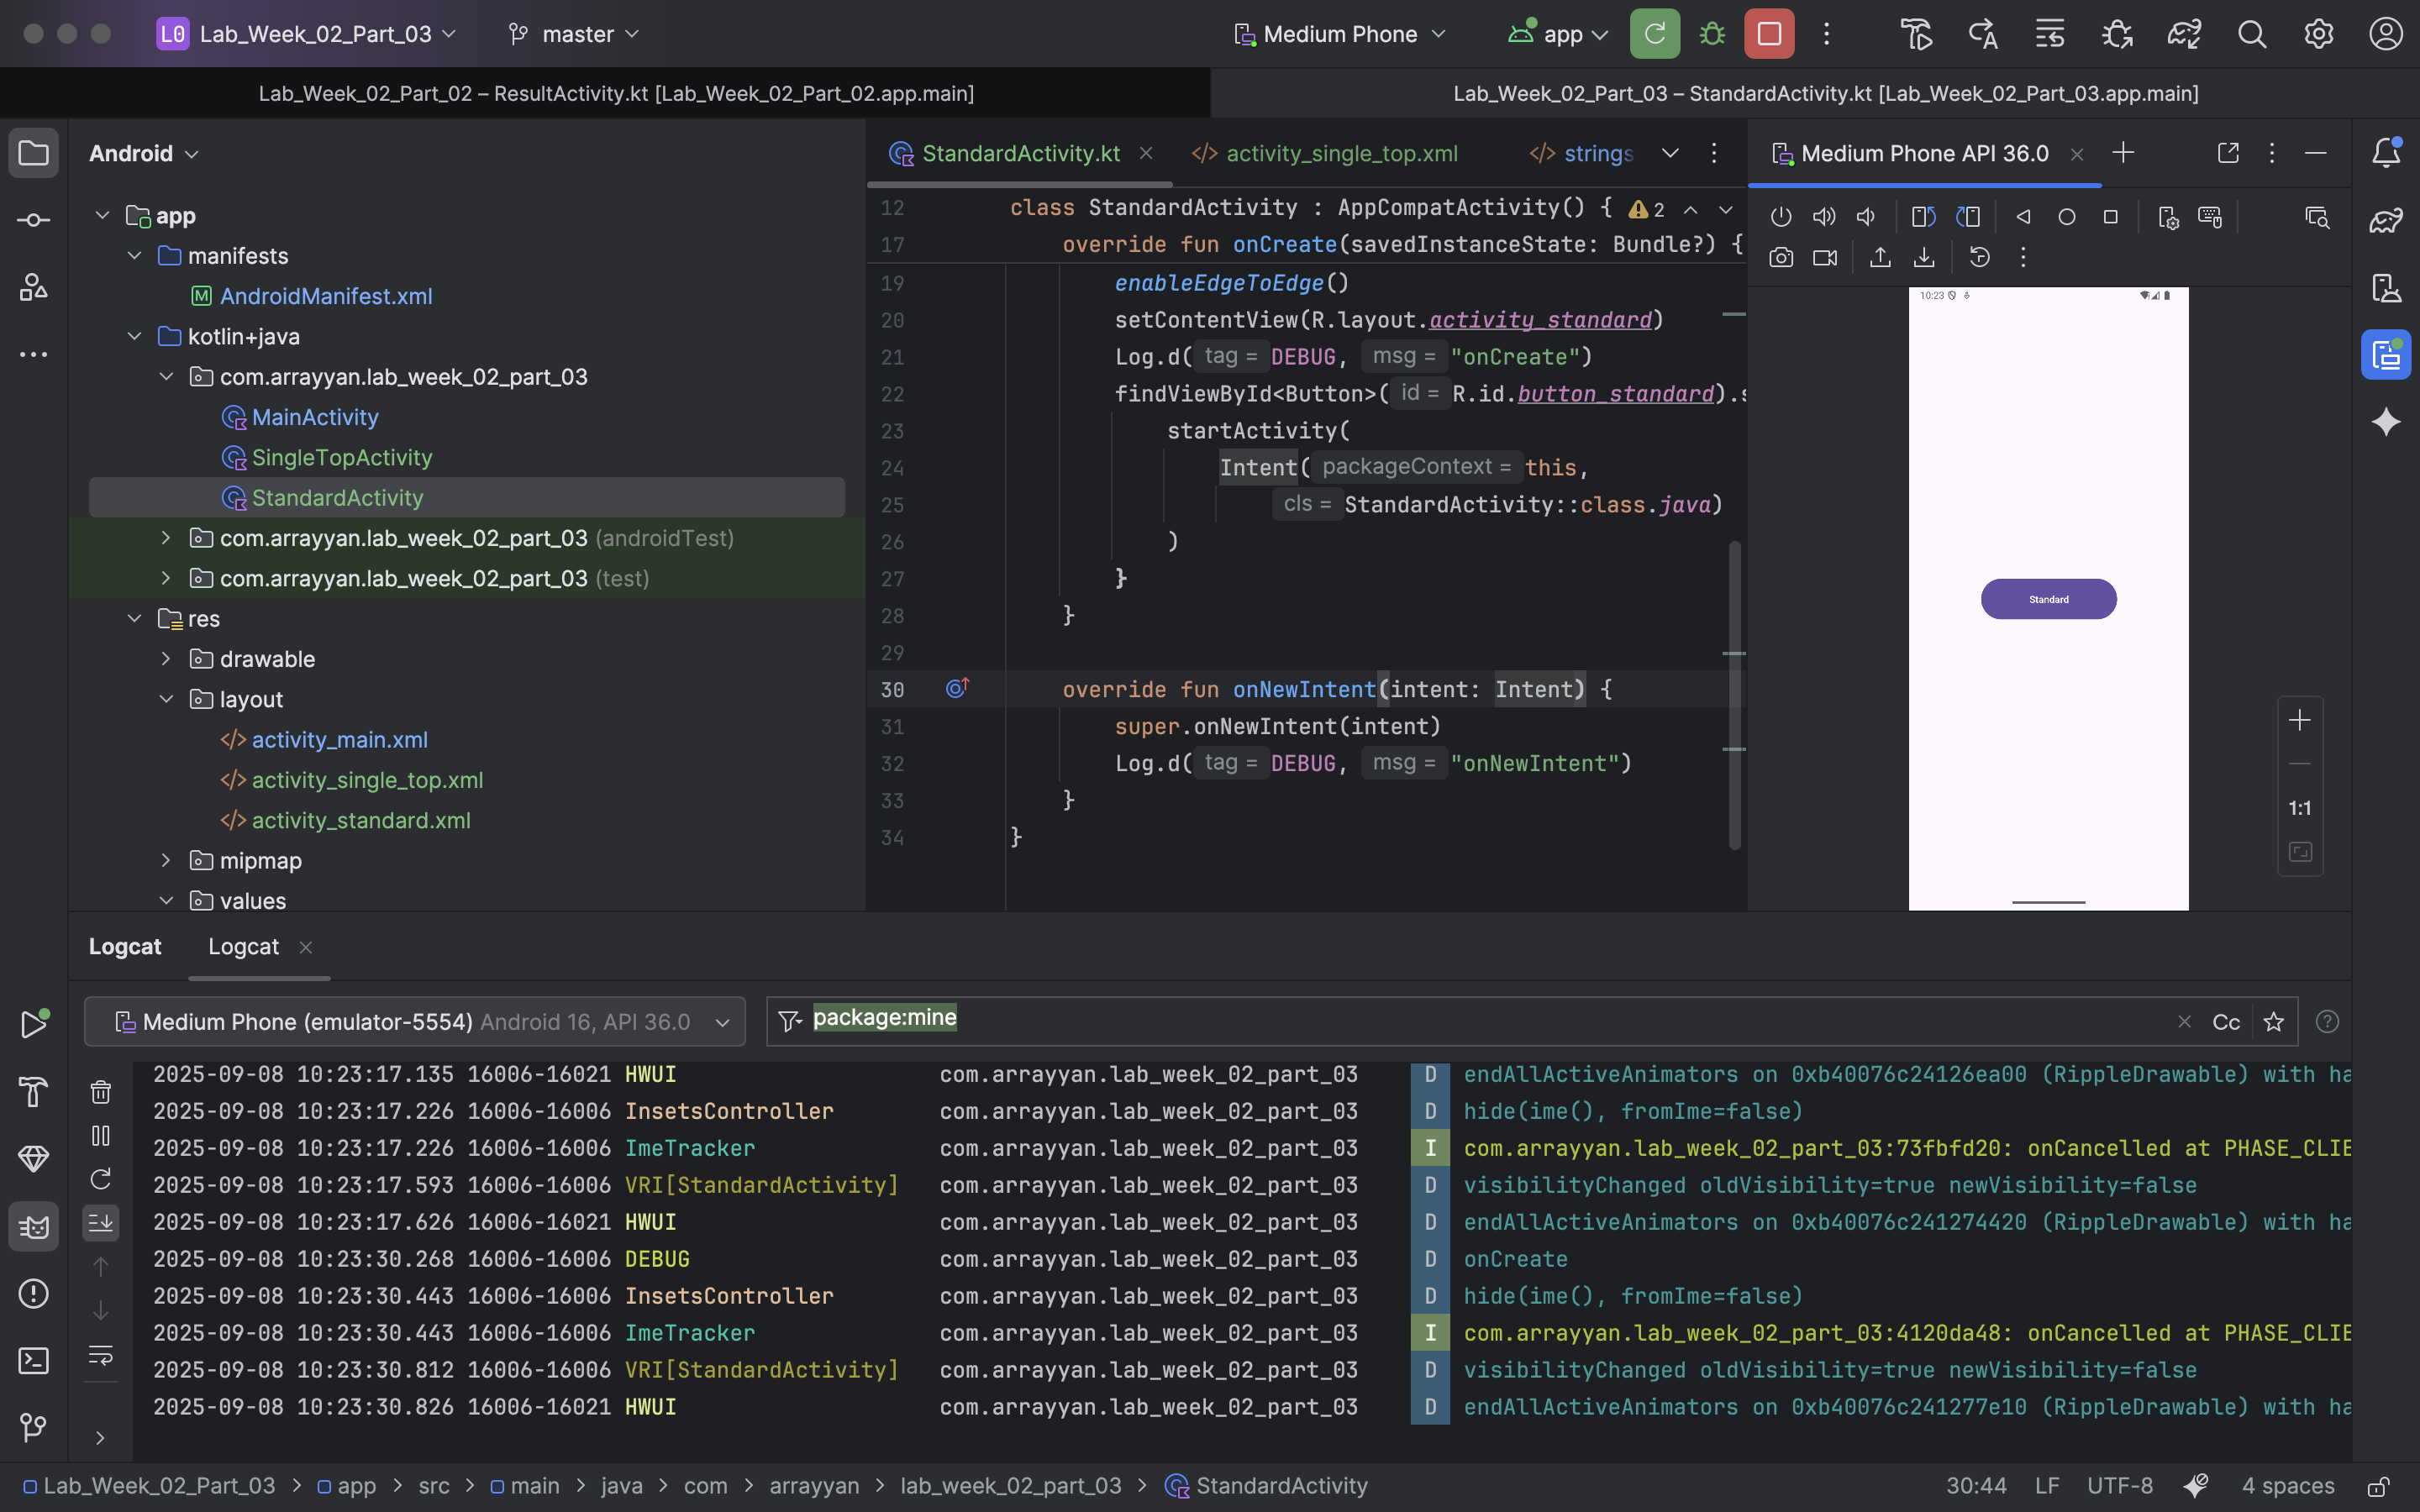 L0 Lab_Week_02_Part_03 master Medium Phone app
Lab_Week_02_Part_02 – ResultActivity.kt [Lab_Week_02_Part_02.app.main] Lab_Week_02_Part_03 – StandardActivity.kt [Lab_Week_02_Part_03.app.main]
Android
app
manifests
M AndroidManifest.xml
kotlin+java
com.arrayyan.lab_week_02_part_03
MainActivity
SingleTopActivity
StandardActivity
com.arrayyan.lab_week_02_part_03 (androidTest)
com.arrayyan.lab_week_02_part_03 (test)
res
drawable
layout
</> activity_main.xml
</> activity_single_top.xml
</> activity_standard.xml
mipmap
values
StandardActivity.kt </> activity_single_top.xml </> strings
12 class StandardActivity : AppCompatActivity() { 2
17 override fun onCreate(savedInstanceState: Bundle?) {
19 enableEdgeToEdge()
20 setContentView(R.layout.activity_standard)
21 Log.d( tag = DEBUG, msg = "onCreate")
22 findViewById<Button>( id = R.id.button_standard).s
23 startActivity(
24 Intent( packageContext = this,
25 cls = StandardActivity::class.java)
26 )
27 }
28 }
29
30 override fun onNewIntent(intent: Intent) {
31 super.onNewIntent(intent)
32 Log.d( tag = DEBUG, msg = "onNewIntent")
33 }
34 }
Medium Phone API 36.0
10:23
Standard
1:1
Logcat Logcat
Medium Phone (emulator-5554) Android 16, API 36.0 package:mine Cc ?
2025-09-08 10:23:17.135 16006-16021 HWUI com.arrayyan.lab_week_02_part_03 D endAllActiveAnimators on 0xb40076c24126ea00 (RippleDrawable) with ha
2025-09-08 10:23:17.226 16006-16006 InsetsController com.arrayyan.lab_week_02_part_03 D hide(ime(), fromIme=false)
2025-09-08 10:23:17.226 16006-16006 ImeTracker com.arrayyan.lab_week_02_part_03 I com.arrayyan.lab_week_02_part_03:73fbfd20: onCancelled at PHASE_CLIE
2025-09-08 10:23:17.593 16006-16006 VRI[StandardActivity] com.arrayyan.lab_week_02_part_03 D visibilityChanged oldVisibility=true newVisibility=false
2025-09-08 10:23:17.626 16006-16021 HWUI com.arrayyan.lab_week_02_part_03 D endAllActiveAnimators on 0xb40076c241274420 (RippleDrawable) with ha
2025-09-08 10:23:30.268 16006-16006 DEBUG com.arrayyan.lab_week_02_part_03 D onCreate
2025-09-08 10:23:30.443 16006-16006 InsetsController com.arrayyan.lab_week_02_part_03 D hide(ime(), fromIme=false)
2025-09-08 10:23:30.443 16006-16006 ImeTracker com.arrayyan.lab_week_02_part_03 I com.arrayyan.lab_week_02_part_03:4120da48: onCancelled at PHASE_CLIE
2025-09-08 10:23:30.812 16006-16006 VRI[StandardActivity] com.arrayyan.lab_week_02_part_03 D visibilityChanged oldVisibility=true newVisibility=false
2025-09-08 10:23:30.826 16006-16021 HWUI com.arrayyan.lab_week_02_part_03 D endAllActiveAnimators on 0xb40076c241277e10 (RippleDrawable) with ha
Lab_Week_02_Part_03 > app > src > main > java > com > arrayyan > lab_week_02_part_03 > StandardActivity 30:44 LF UTF-8 4 spaces